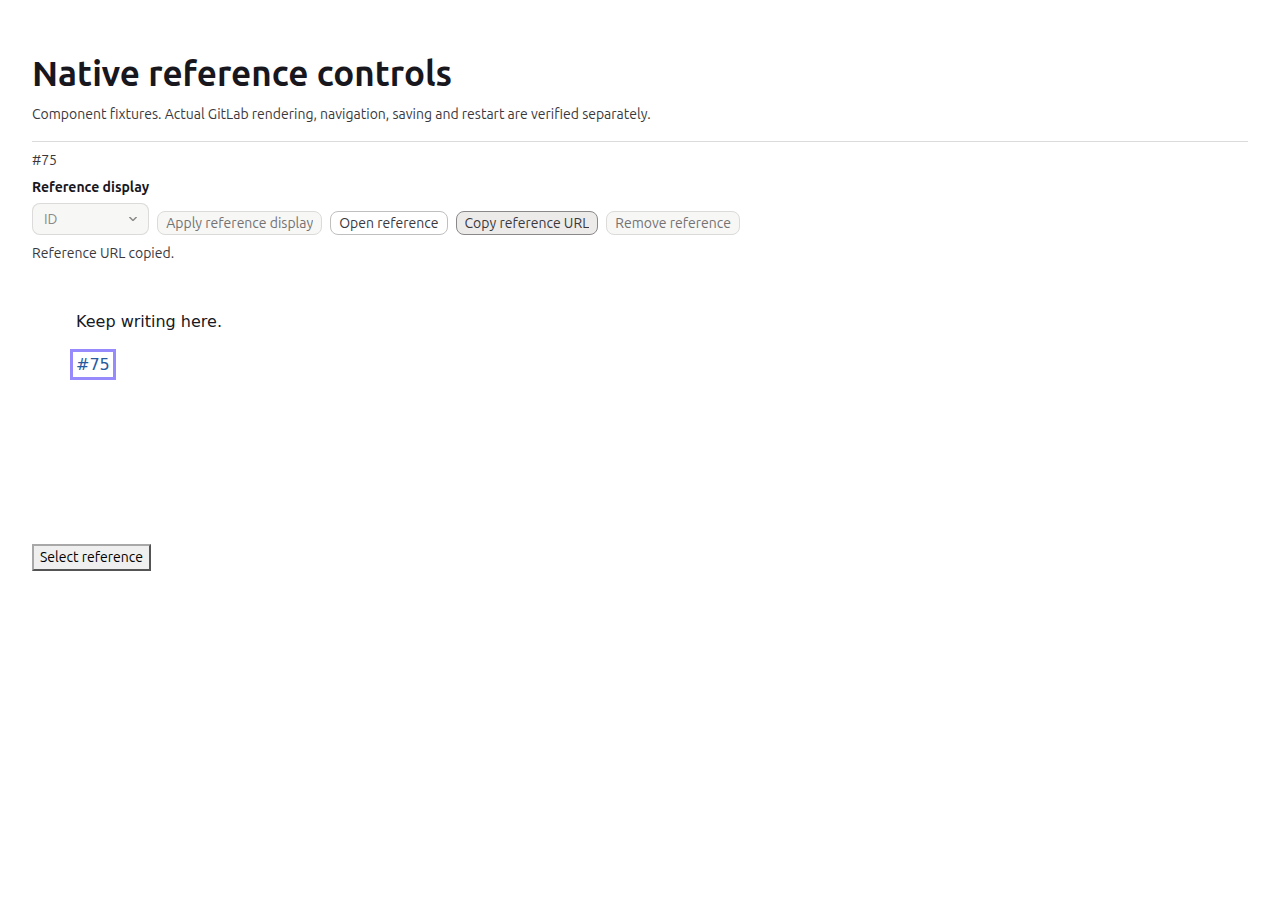 Native reference controls
Component fixtures. Actual GitLab rendering, navigation, saving and restart are verified separately.
#75
Reference display
ID
Apply reference display
Open reference
Copy reference URL
Remove reference
Reference URL copied.
Keep writing here.
#75
Select reference